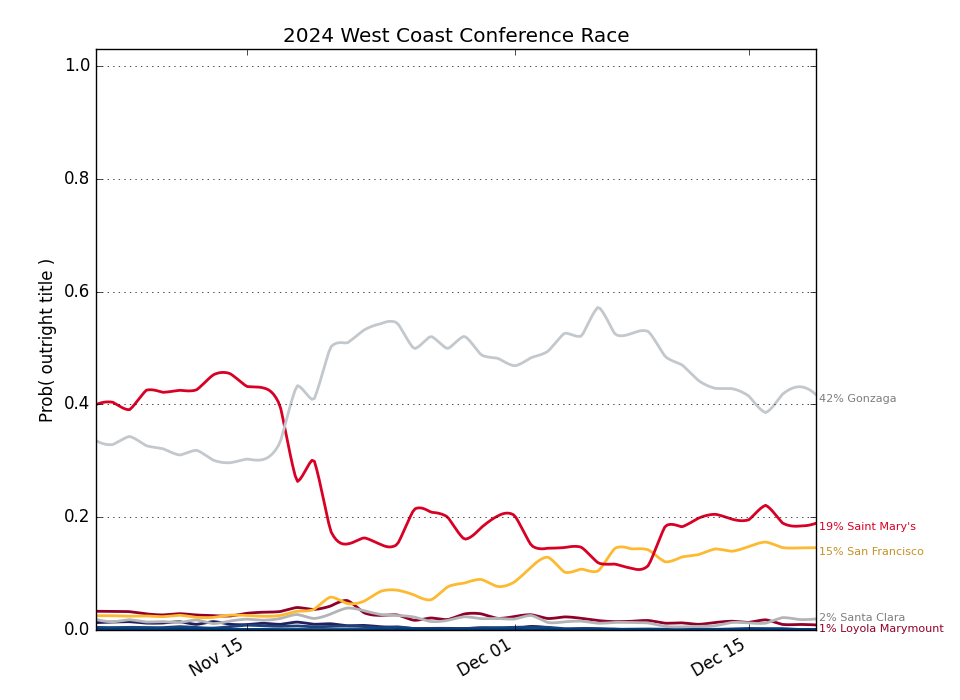 2024 West Coast Conference Race
1.0
0.8
0.6
0.4
0.2
0.0
Prob( outright title )
42% Gonzaga
19% Saint Mary's
15% San Francisco
2% Santa Clara
1% Loyola Marymount
Nov 15
Dec 01
Dec 15